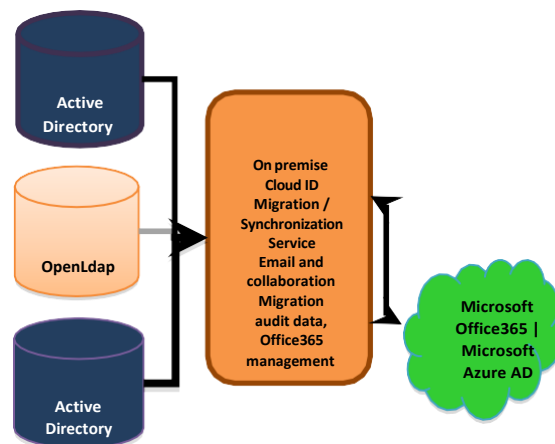 Active
Directory
OpenLdap
Active
Directory
On premise
Cloud ID
Migration /
Synchronization
Service
Email and
collaboration
Migration
audit data,
Office365
management
Microsoft
Office365 |
Microsoft
Azure AD